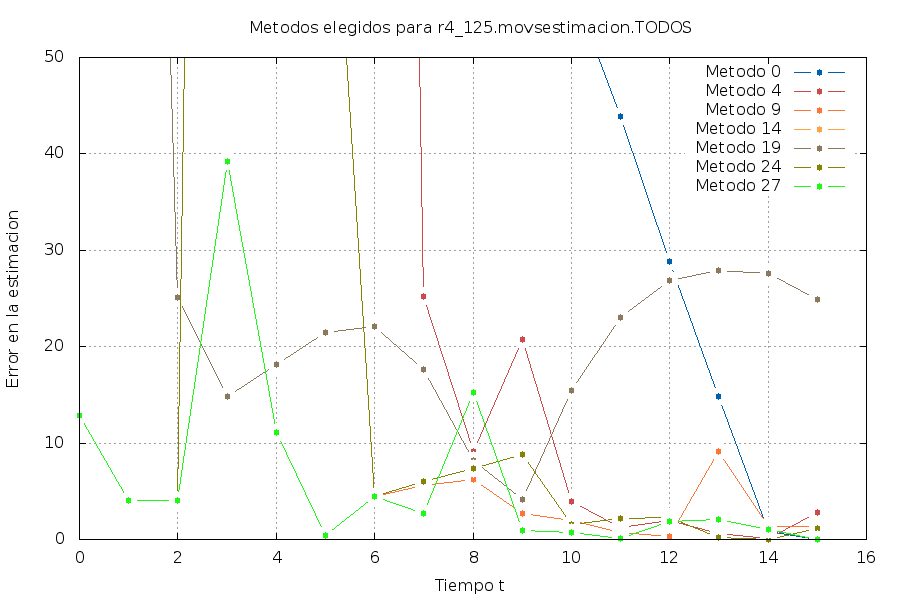 Metodos elegidos para r4_125.movsestimacion.TODOS
Error en la estimacion
50
40
30
20
10
0
Metodo 0
Metodo 4
Metodo 9
Metodo 14
Metodo 19
Metodo 24
Metodo 27
0 2 4 6 8 10 12 14 16
Tiempo t